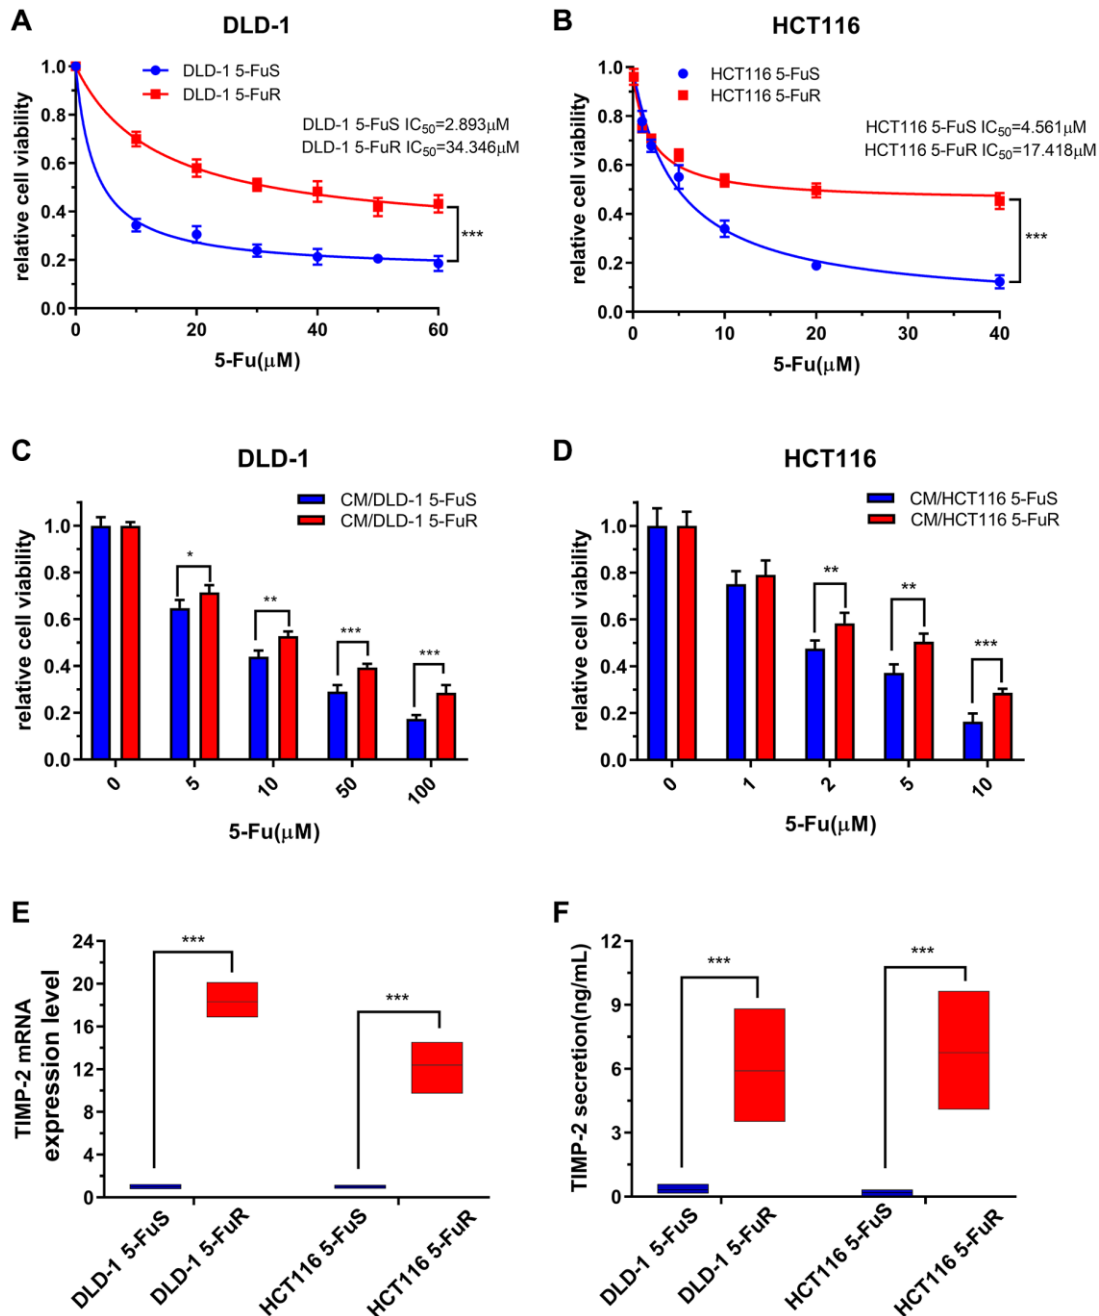 A
DLD-1
DLD-1 5-FuS
DLD-1 5-FuR
DLD-1 5-FuS IC50=2.893μM
DLD-1 5-FuR IC50=34.346μM
relative cell viability
1.0
0.8
0.6
0.4
0.2
0.0
***
0 20 40 60
5-Fu(μM)
B
HCT116
HCT116 5-FuS
HCT116 5-FuR
HCT116 5-FuS IC50=4.561μM
HCT116 5-FuR IC50=17.418μM
relative cell viability
1.0
0.8
0.6
0.4
0.2
0.0
***
0 10 20 30 40
5-Fu(μM)
C
DLD-1
CM/DLD-1 5-FuS
CM/DLD-1 5-FuR
relative cell viability
1.0
0.8
0.6
0.4
0.2
0.0
* ** *** ***
0 5 10 50 100
5-Fu(μM)
D
HCT116
CM/HCT116 5-FuS
CM/HCT116 5-FuR
relative cell viability
1.0
0.8
0.6
0.4
0.2
0.0
** ** ***
0 1 2 5 10
5-Fu(μM)
E
TIMP-2 mRNA
expression level
24
20
16
12
8
4
0
***
***
DLD-1 5-FuS
DLD-1 5-FuR
HCT116 5-FuS
HCT116 5-FuR
F
TIMP-2 secretion(ng/mL)
12
9
6
3
0
***
***
DLD-1 5-FuS
DLD-1 5-FuR
HCT116 5-FuS
HCT116 5-FuR